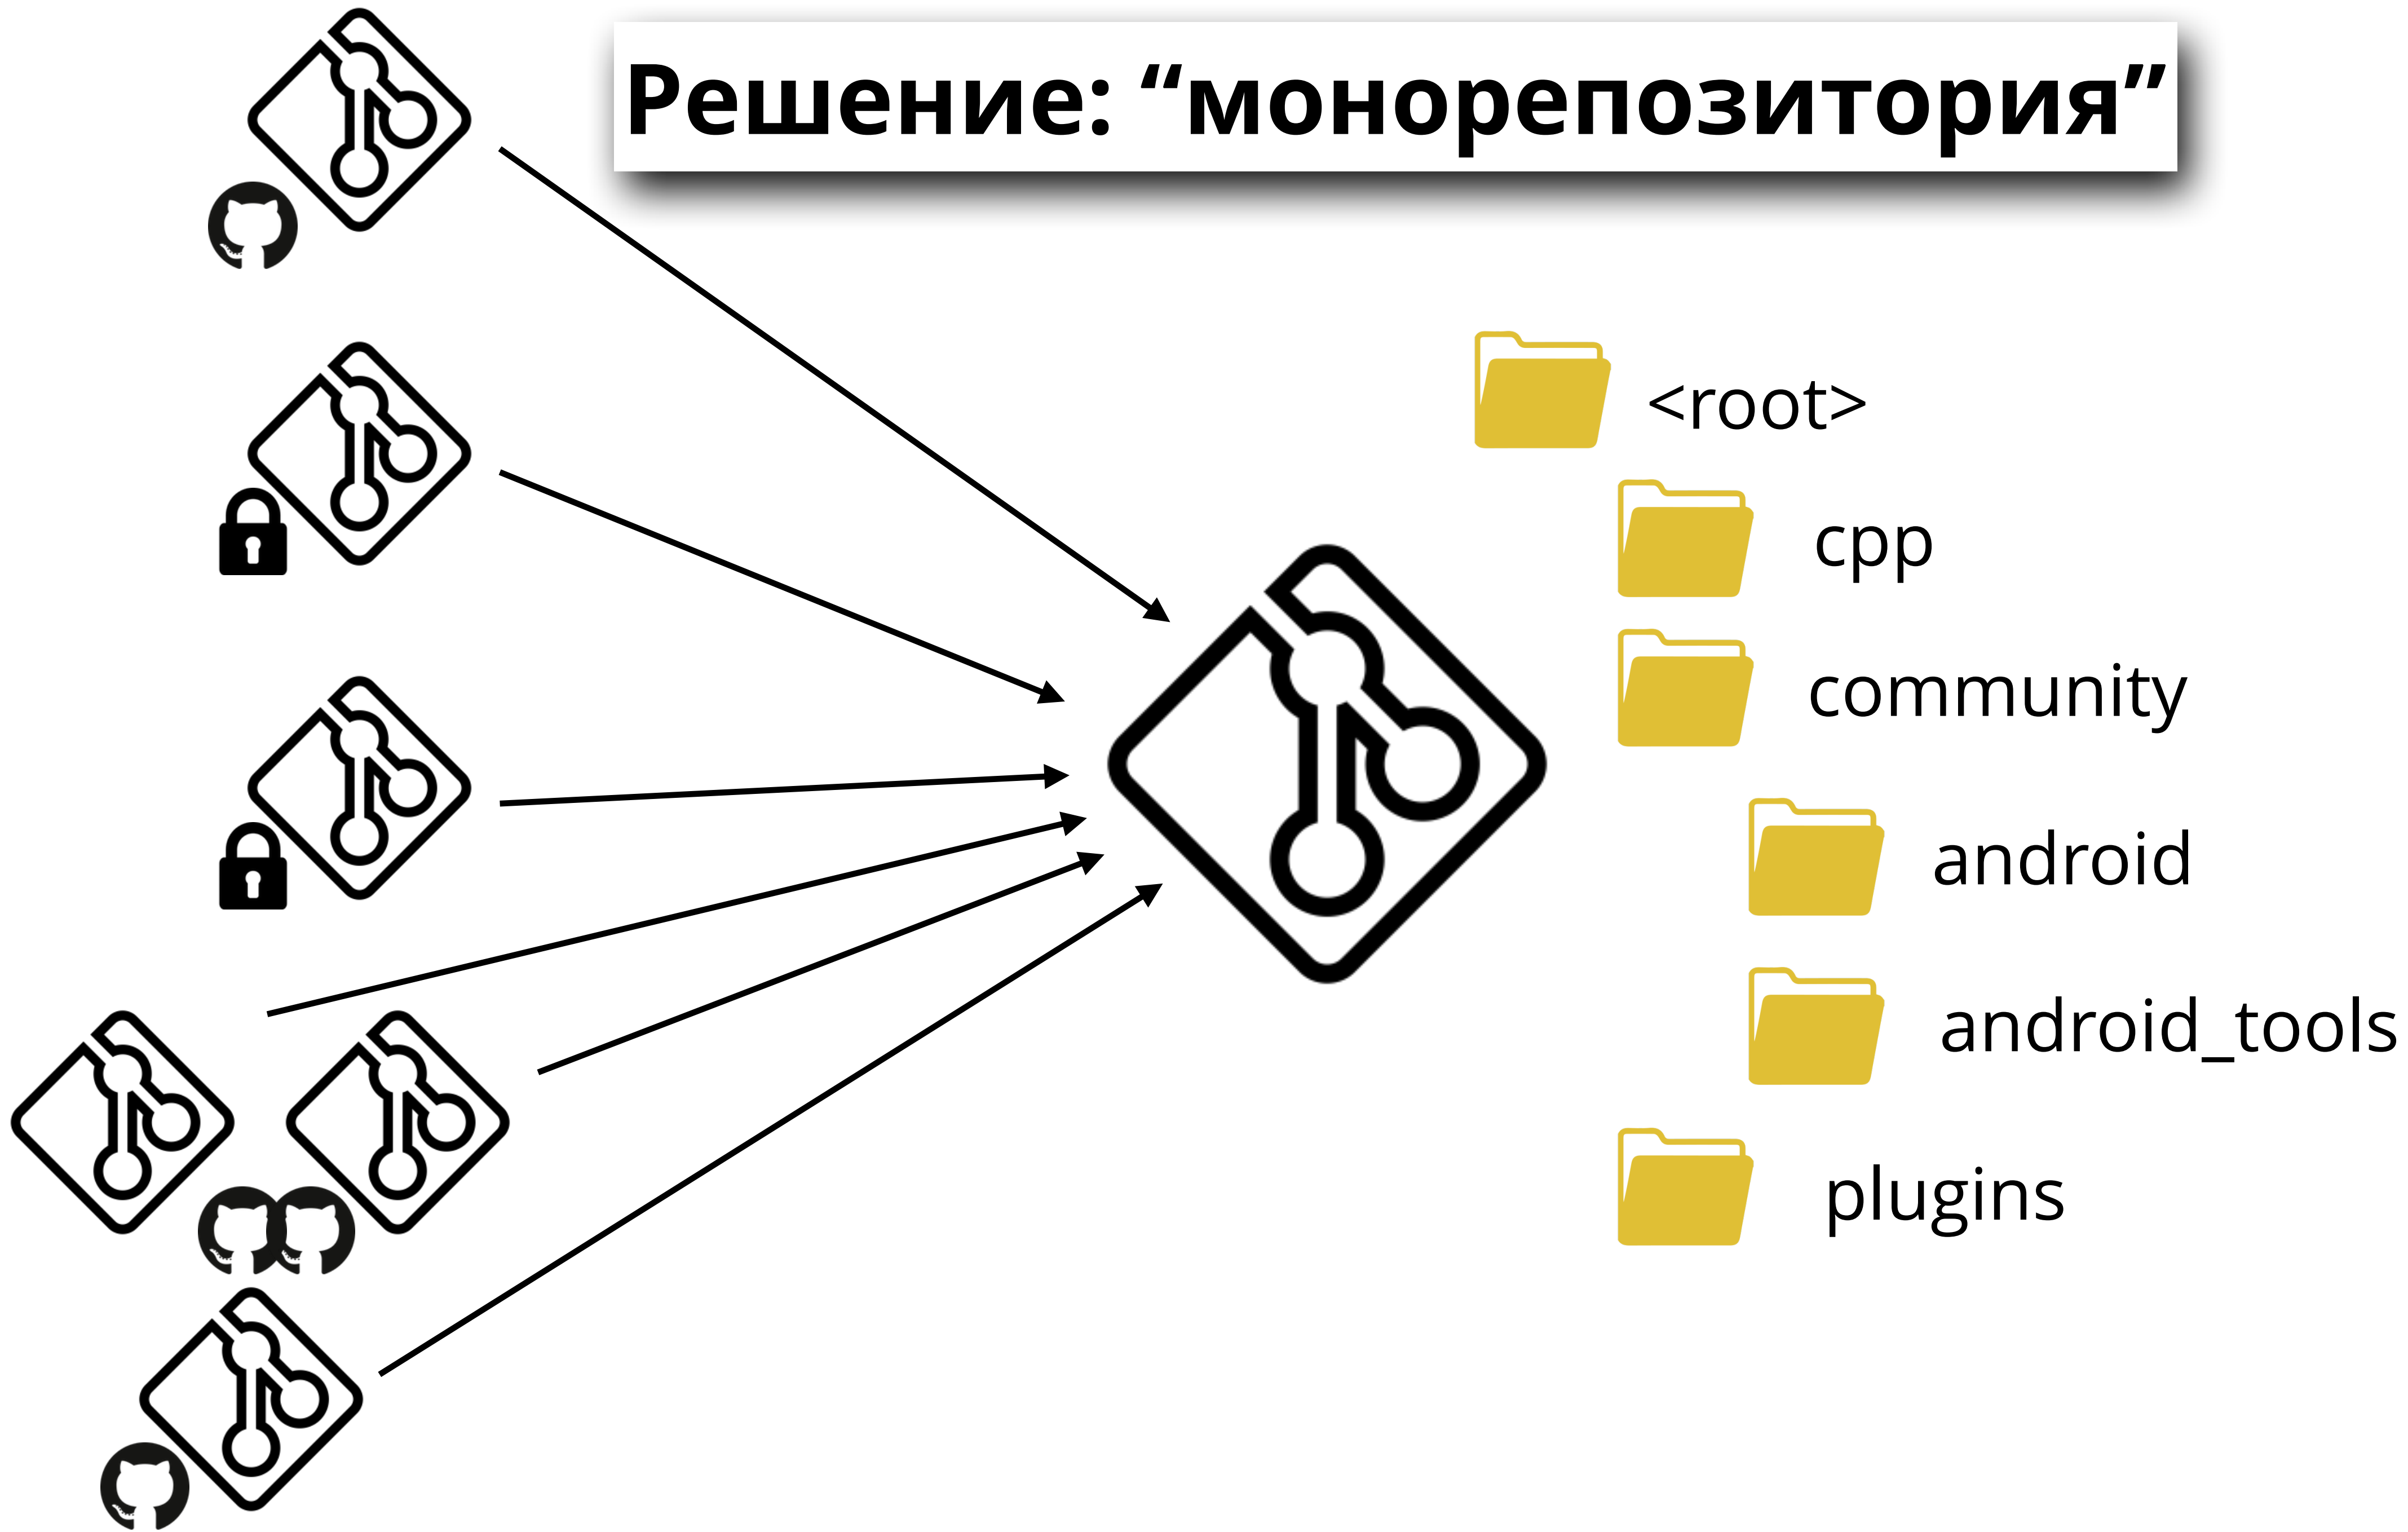 Решение: “монорепозитория”
<root>
cpp
community
android
android_tools
plugins